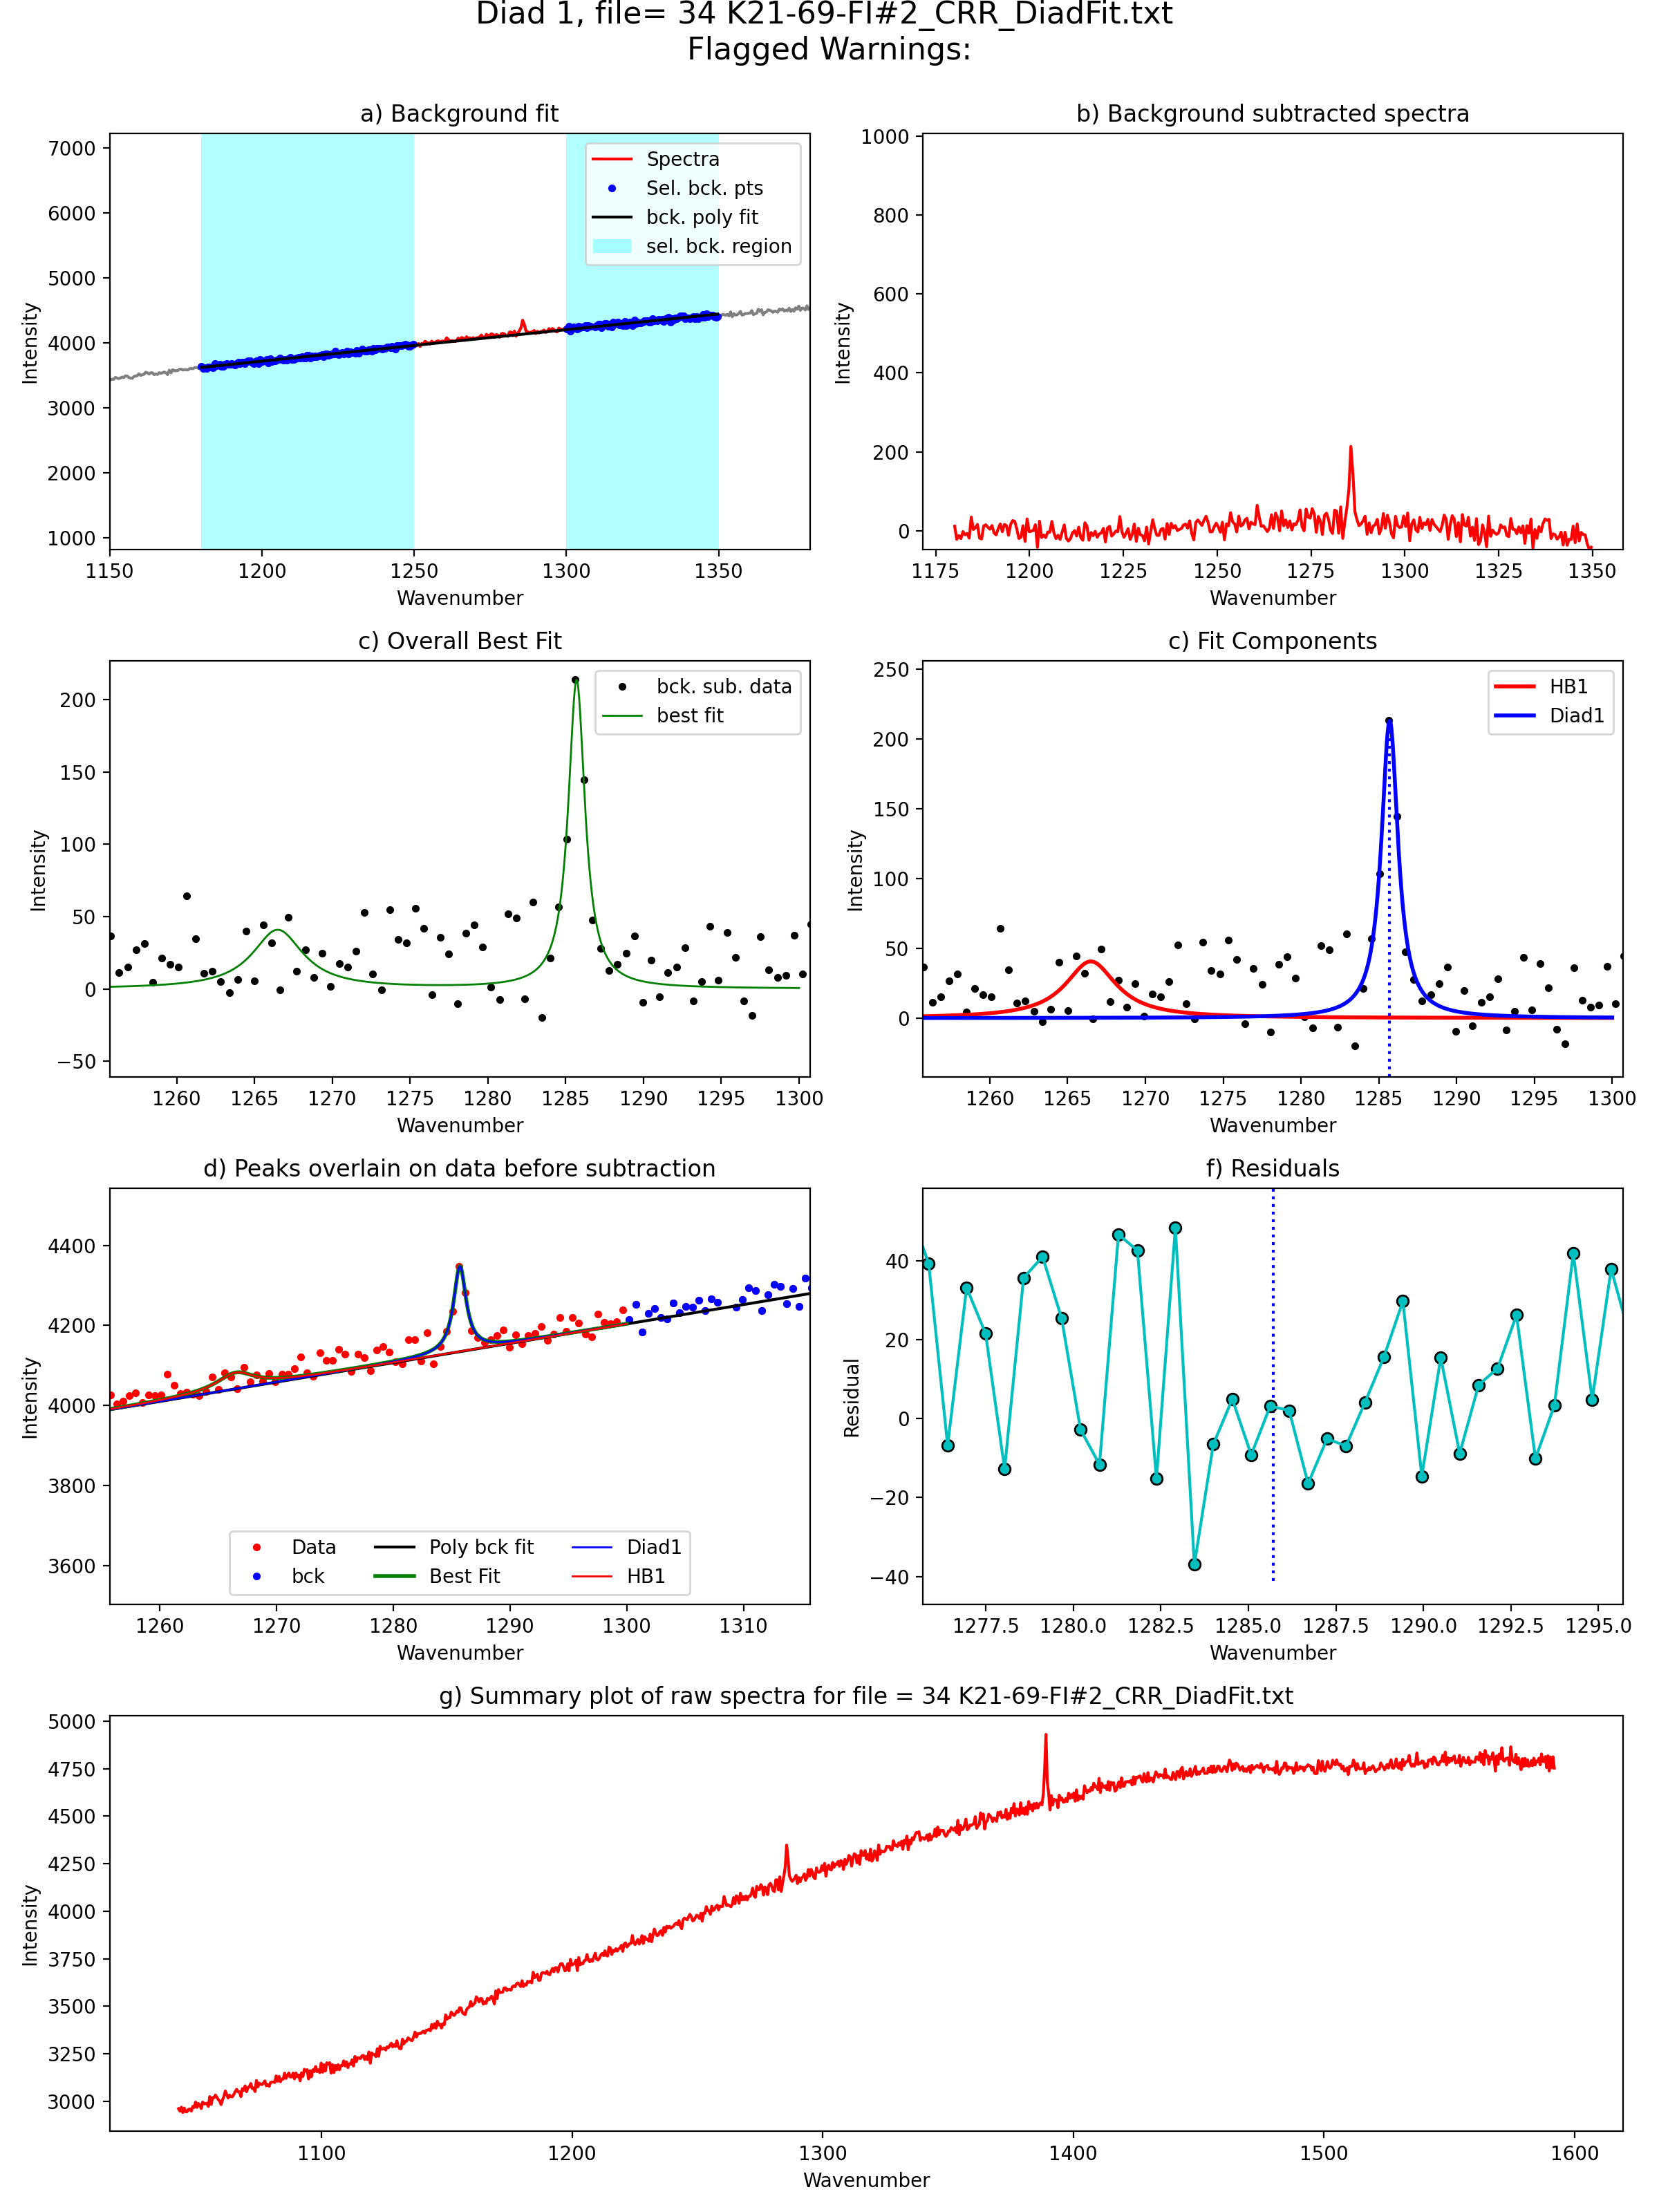 Diad 1, file= 34 K21-69-FI#2_CRR_DiadFit.txt
Flagged Warnings:
a) Background fit
7000
6000
5000
4000
3000
2000
1000
Intensity
1150 1200 1250 1300 1350
Wavenumber
Spectra
Sel. bck. pts
bck. poly fit
sel. bck. region
b) Background subtracted spectra
1000
800
600
400
200
0
Intensity
1175 1200 1225 1250 1275 1300 1325 1350
Wavenumber
c) Overall Best Fit
200
150
100
50
0
−50
Intensity
1260 1265 1270 1275 1280 1285 1290 1295 1300
Wavenumber
bck. sub. data
best fit
c) Fit Components
250
200
150
100
50
0
Intensity
1260 1265 1270 1275 1280 1285 1290 1295 1300
Wavenumber
HB1
Diad1
d) Peaks overlain on data before subtraction
4400
4200
4000
3800
3600
Intensity
1260 1270 1280 1290 1300 1310
Wavenumber
Data Poly bck fit Diad1
bck Best Fit HB1
f) Residuals
40
20
0
−20
−40
Residual
1277.5 1280.0 1282.5 1285.0 1287.5 1290.0 1292.5 1295.0
Wavenumber
g) Summary plot of raw spectra for file = 34 K21-69-FI#2_CRR_DiadFit.txt
5000
4750
4500
4250
4000
3750
3500
3250
3000
Intensity
1100 1200 1300 1400 1500 1600
Wavenumber